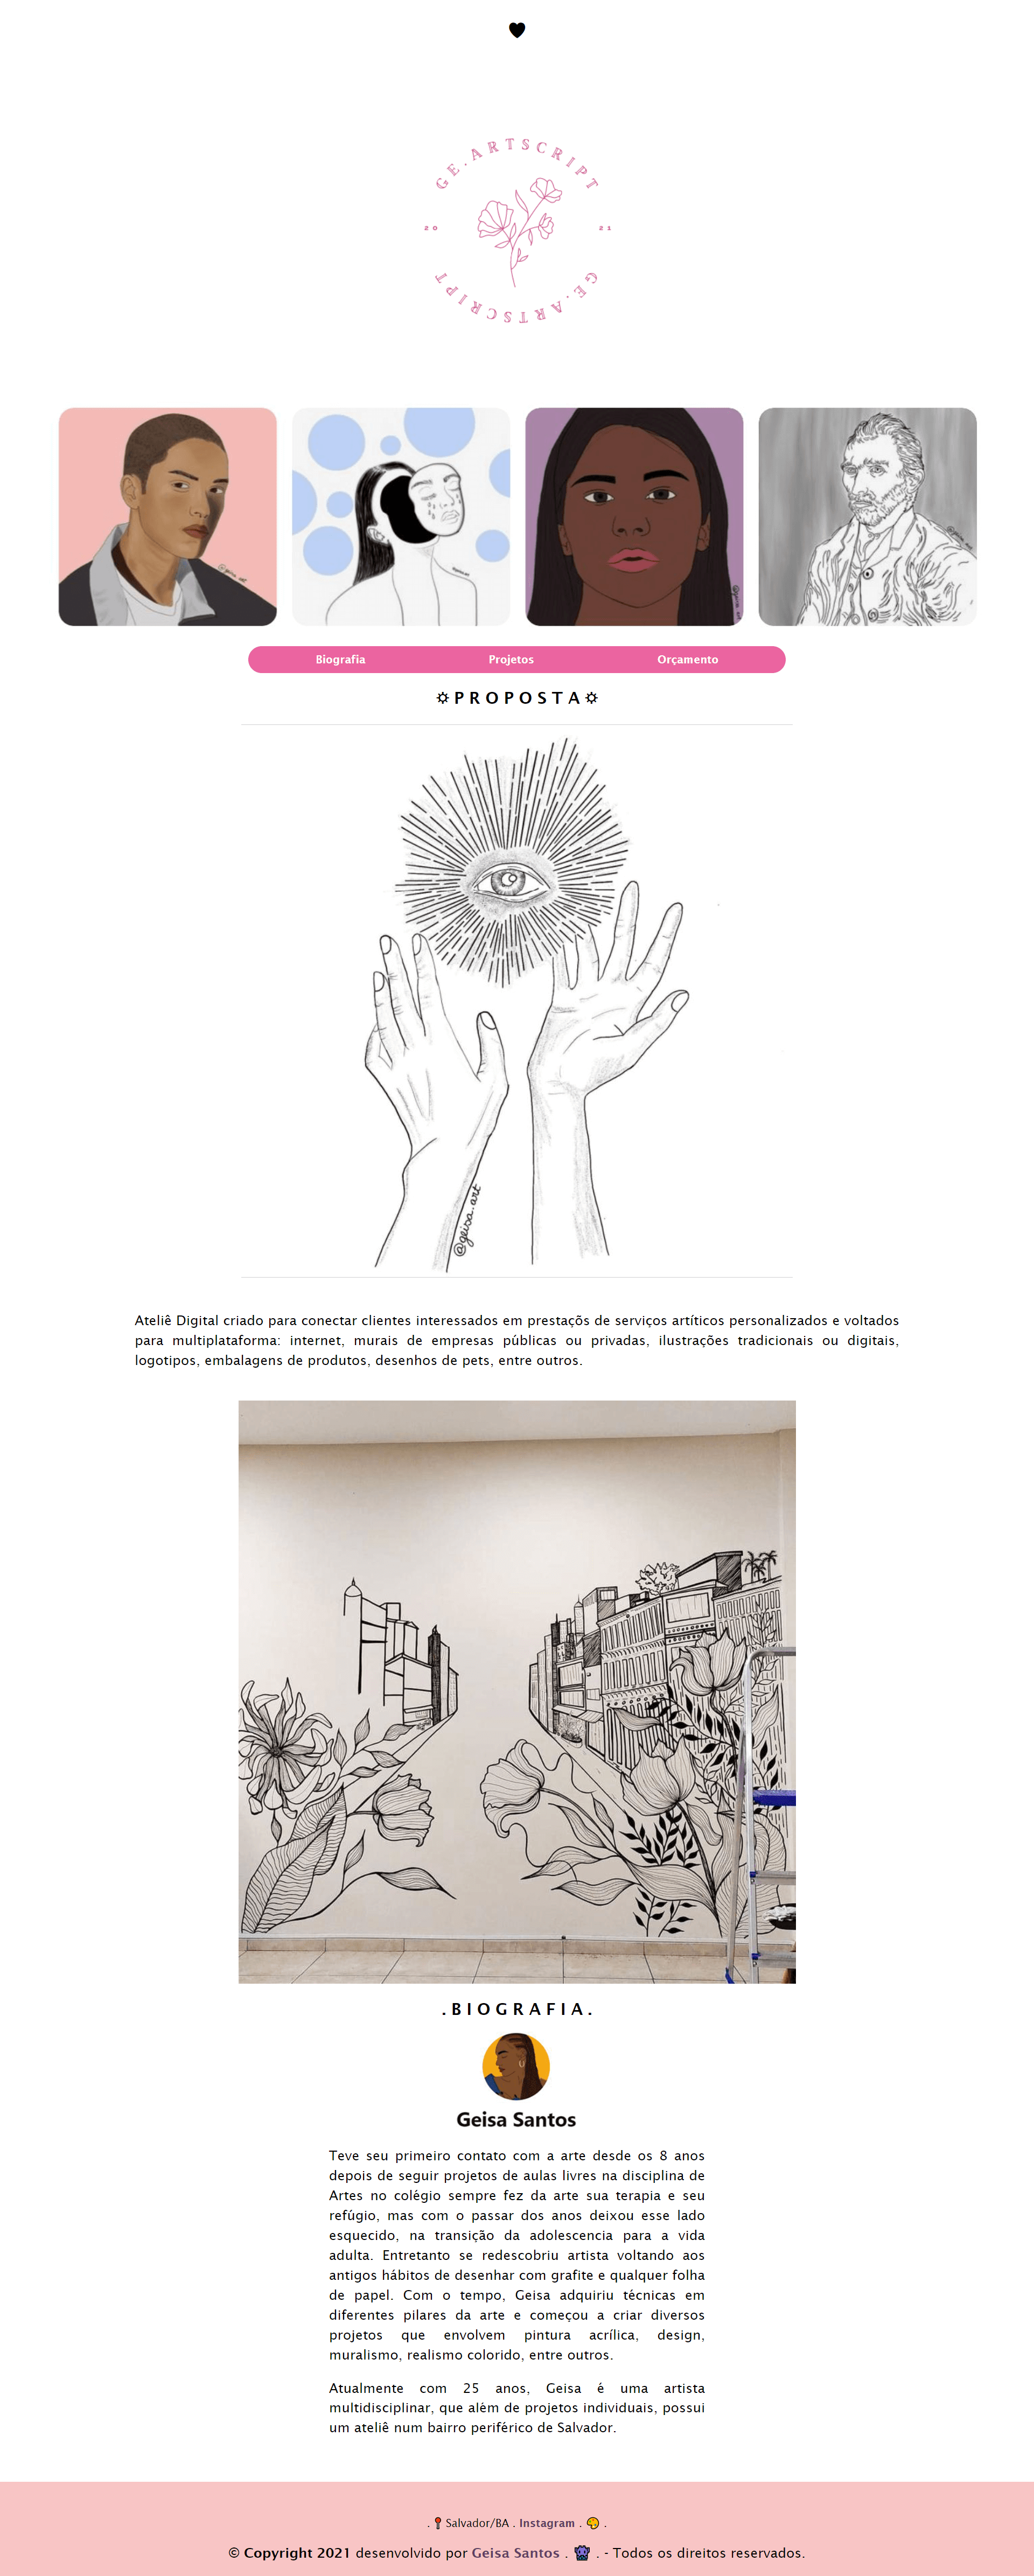 GE.ARTSCRIPT
20 21
GE.ARTSCRIPT
@geisa.art
Biografia Projetos Orçamento
PROPOSTA
@geisa.art
Ateliê Digital criado para conectar clientes interessados em prestaçõs de serviços artíticos personalizados e voltados
para multiplataforma: internet, murais de empresas públicas ou privadas, ilustrações tradicionais ou digitais,
logotipos, embalagens de produtos, desenhos de pets, entre outros.
.BIOGRAFIA.
Geisa Santos
Teve seu primeiro contato com a arte desde os 8 anos
depois de seguir projetos de aulas livres na disciplina de
Artes no colégio sempre fez da arte sua terapia e seu
refúgio, mas com o passar dos anos deixou esse lado
esquecido, na transição da adolescencia para a vida
adulta. Entretanto se redescobriu artista voltando aos
antigos hábitos de desenhar com grafite e qualquer folha
de papel. Com o tempo, Geisa adquiriu técnicas em
diferentes pilares da arte e começou a criar diversos
projetos que envolvem pintura acrílica, design,
muralismo, realismo colorido, entre outros.
Atualmente com 25 anos, Geisa é uma artista
multidisciplinar, que além de projetos individuais, possui
um ateliê num bairro periférico de Salvador.
. Salvador/BA . Instagram . .
© Copyright 2021 desenvolvido por Geisa Santos . . - Todos os direitos reservados.